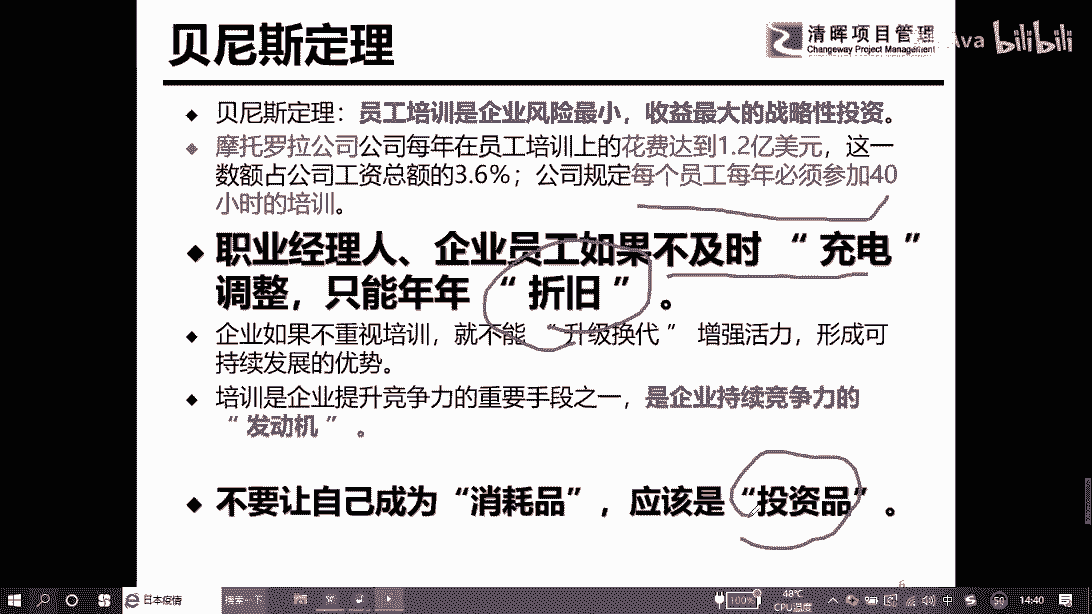 贝尼斯定理
清晖项目管理
Changeway Project Management
Ava bilibili
贝尼斯定理：员工培训是企业风险最小，收益最大的战略性投资。
摩托罗拉公司公司每年在员工培训上的花费达到1.2亿美元，这一
数额占公司工资总额的3.6%；公司规定每个员工每年必须参加40
小时的培训。
职业经理人、企业员工如果不及时 “ 充电 ”
调整，只能年年 “ 折旧 ” 。
企业如果不重视培训，就不能 “ 升级换代 ” 增强活力，形成可
持续发展的优势。
培训是企业提升竞争力的重要手段之一，是企业持续竞争力的
“ 发动机 ” 。
不要让自己成为“消耗品”，应该是“投资品” 。
6
日本疫情
搜索一下
100%
48℃
CPU温度
中
50
14:40